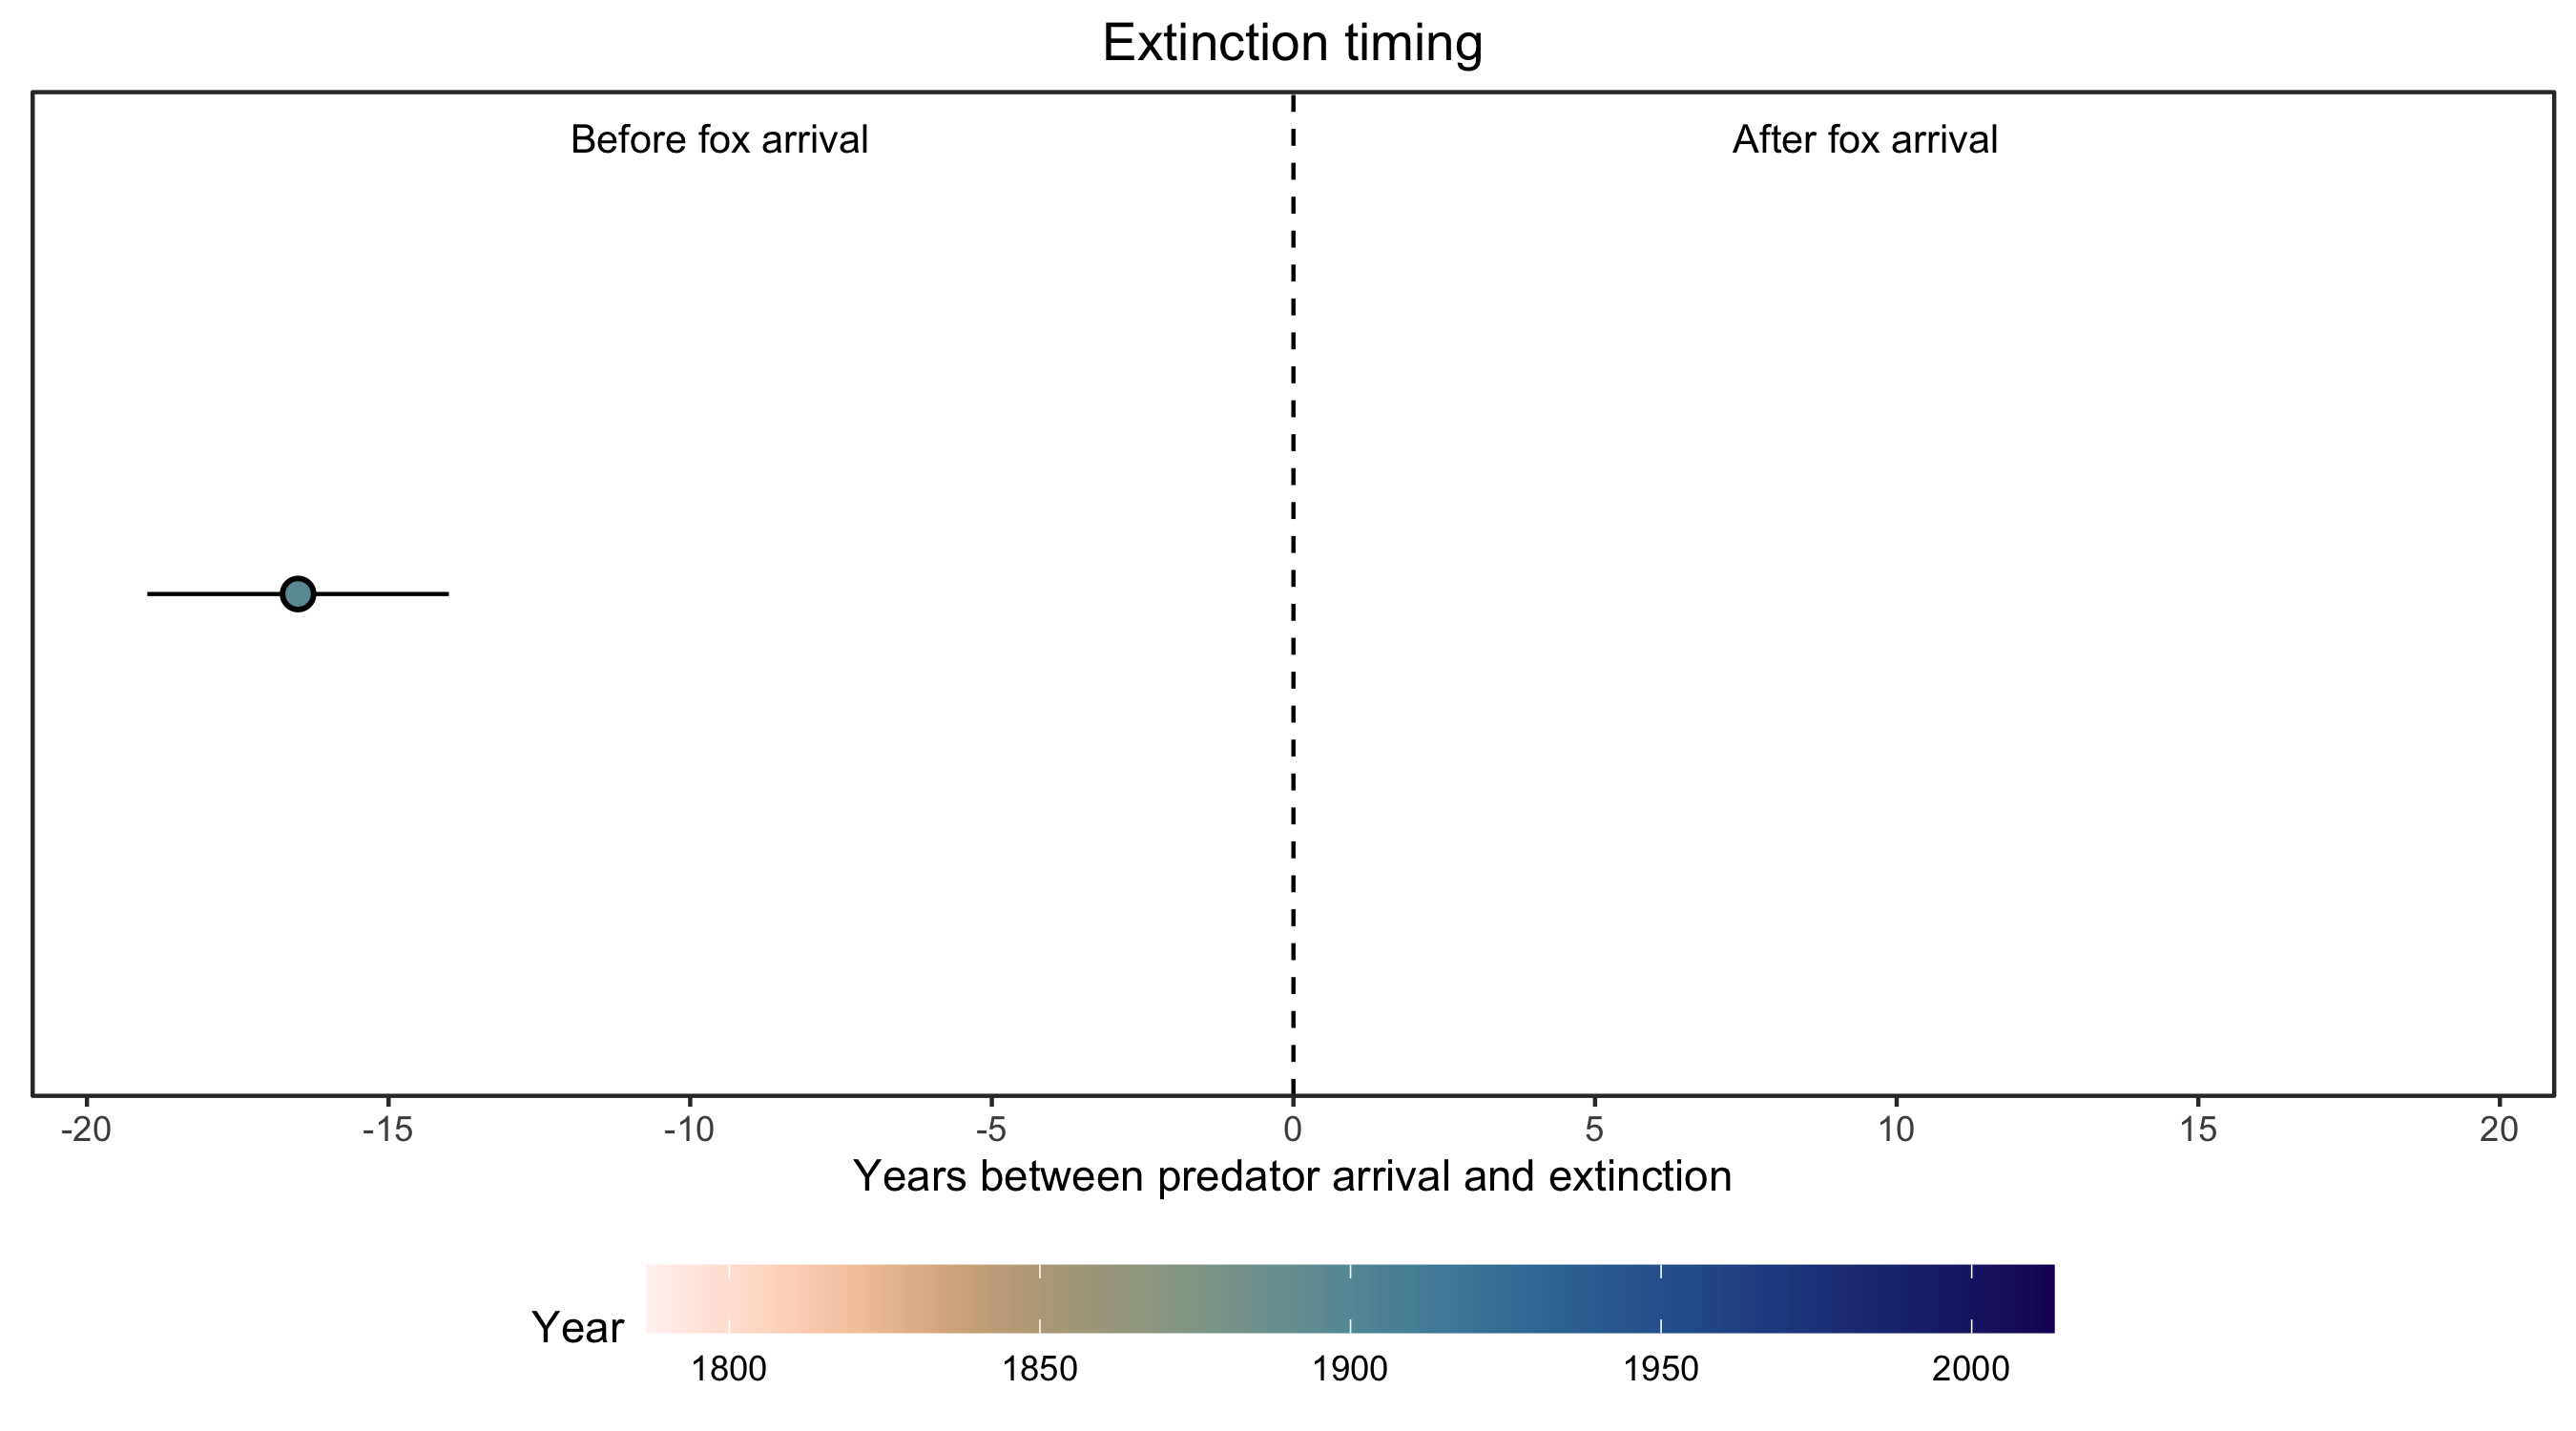 Extinction timing
Before fox arrival
After fox arrival
-20 -15 -10 -5 0 5 10 15 20
Years between predator arrival and extinction
Year
1800 1850 1900 1950 2000